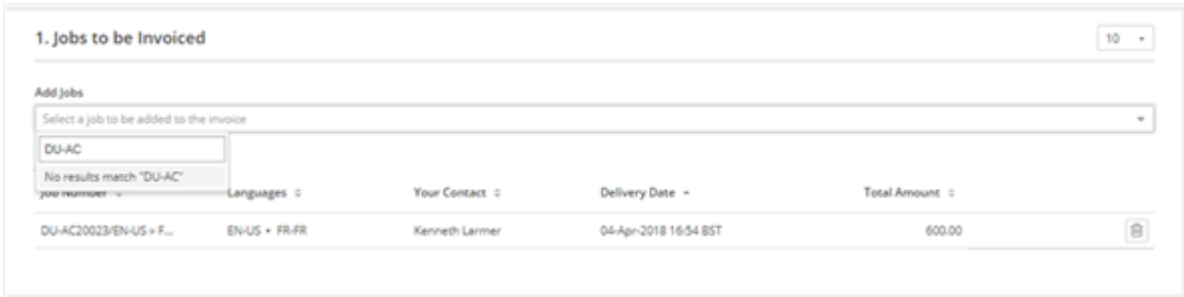 1. Jobs to be Invoiced
10
Add Jobs
Select a job to be added to the invoice
DU-AC
No results match "DU-AC"
Job Number Languages Your Contact Delivery Date Total Amount
DU-AC20023/EN-US » F... EN-US • FR-FR Kenneth Larmer 04-Apr-2018 16:54 BST 600.00